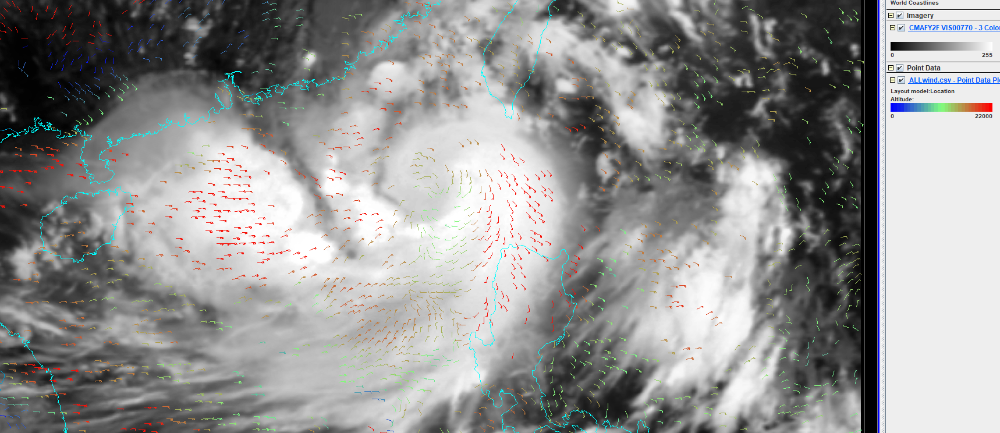 World Coastlines
Imagery
CMAFY2F VIS00770 - 3 Color
0 255
Point Data
ALLwind.csv - Point Data Pl
Layout model:Location
Altitude:
0 22000